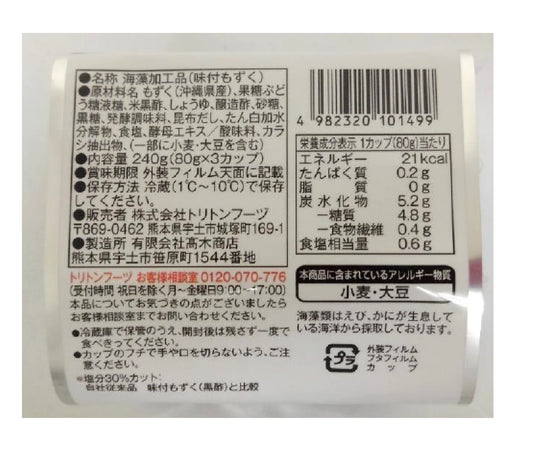 ●名称 海藻加工品(味付もずく)
●原材料名 もずく(沖縄県産)、果糖ぶど
う糖液糖、米黒酢、しょうゆ、醸造酢、砂糖、
黒糖、発酵調味料、昆布だし、たん白加水
分解物、食塩、酵母エキス/酸味料、カラ
シ抽出物、(一部に小麦・大豆を含む)
●内容量 240g(80g×3カップ)
●賞味期限 外装フィルム天面に記載
●保存方法 冷蔵(1℃〜10℃)で保存
してください。
●販売者 株式会社トリトンフーヅ
〒869-0462 熊本県宇土市城塚町169-1
●製造所 有限会社髙木商店
熊本県宇土市笹原町1544番地
トリトンフーヅ お客様相談室 0120-070-776
(受付時間 祝日を除く月〜金曜日9:00〜17:00)
本品についてお気づきの点がございましたら
お客様相談室までお問い合わせください。
●冷蔵庫で保管のうえ、開封後は残さず一度で
食べきってください。
●カップのフチで手や口を切らないよう、ご注
意ください。
※塩分30%カット:
自社従来品 味付もずく(黒酢)と比較
4 982320 101499
栄養成分表示 1カップ(80g)当たり
エネルギー 21kcal
たんぱく質 0.2g
脂質 0g
炭水化物 5.2g
－糖質 4.8g
－食物繊維 0.4g
食塩相当量 0.6g
本商品に含まれているアレルギー物質
小麦・大豆
海藻類はえび、かにが生息して
いる海洋から採取しております。
プラ
外装フィルム
フタフィルム
カップ